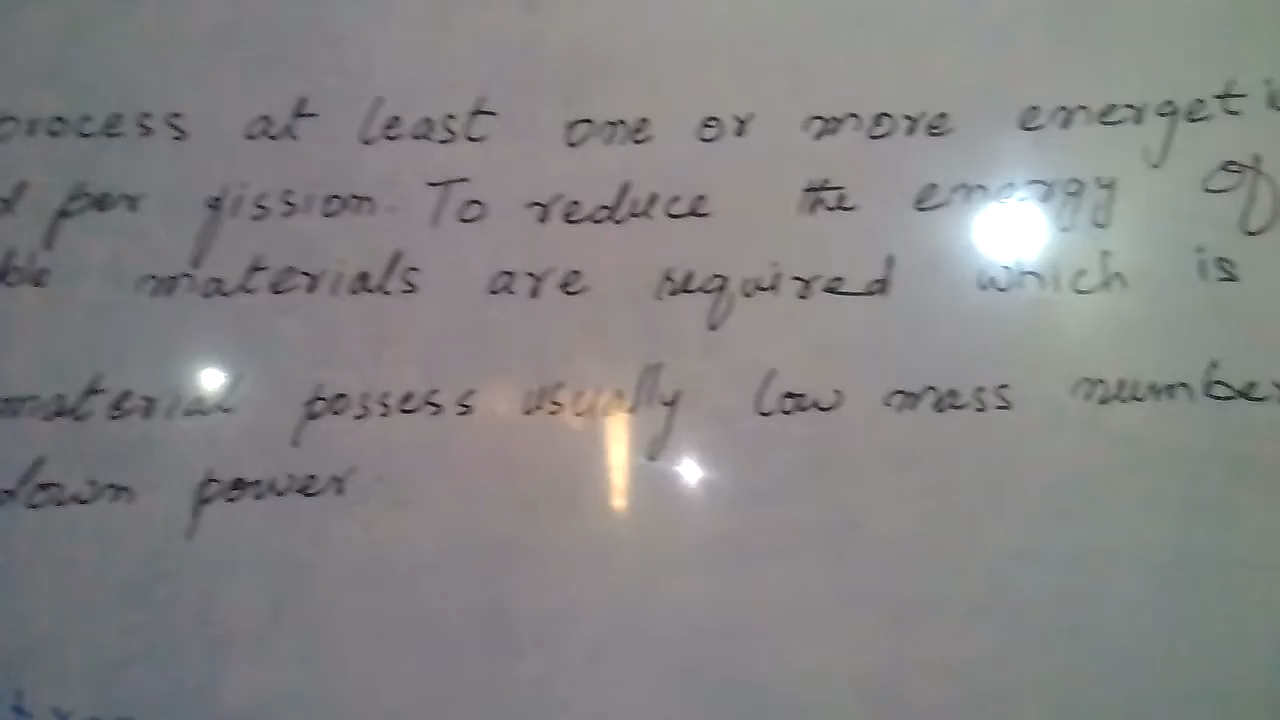 process at least one or more energeti
per fission. To reduce the energy of
ble materials are required which is
material possess usually low mass number
down power